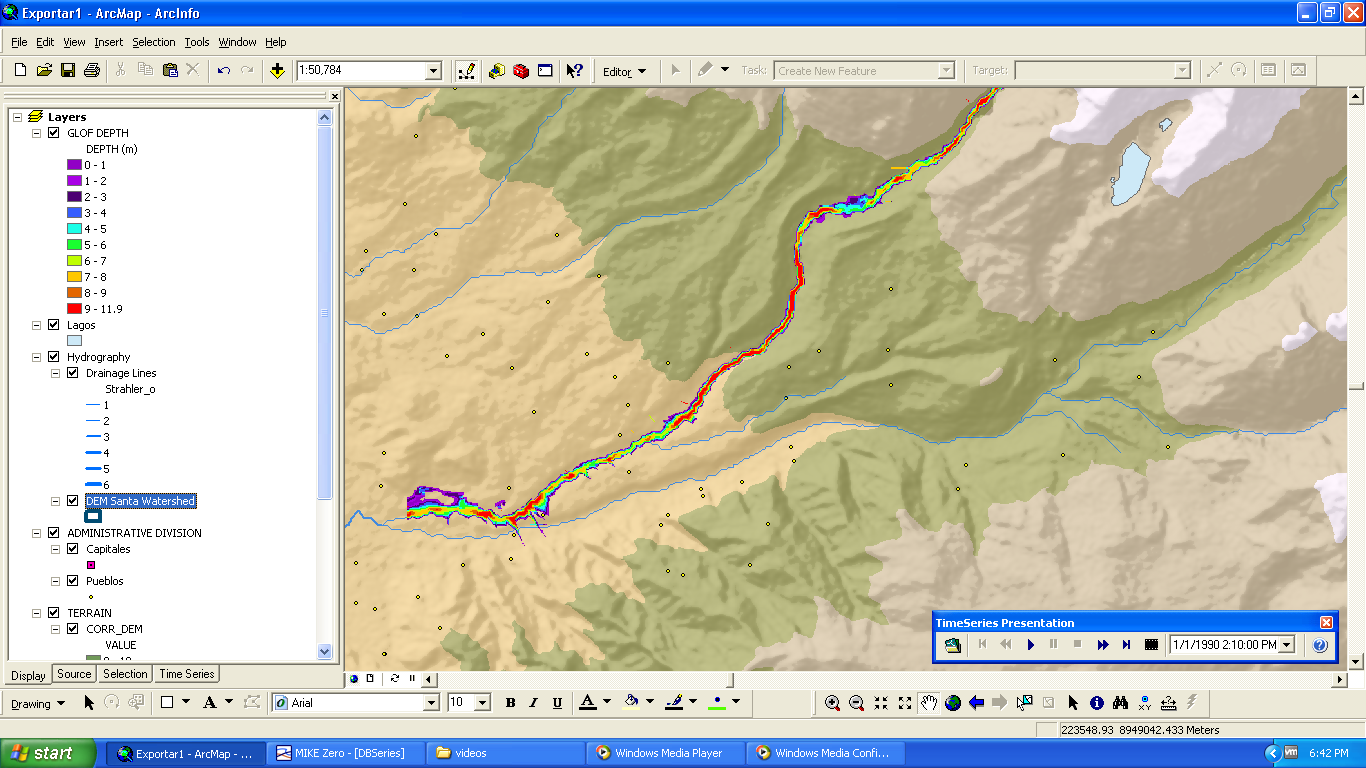 Exportar1 - ArcMap - ArcInfo
File Edit View Insert Selection Tools Window Help
1:50,784 Editor Task: Create New Feature Target:
Layers
GLOF DEPTH
DEPTH (m)
0 - 1
1 - 2
2 - 3
3 - 4
4 - 5
5 - 6
6 - 7
7 - 8
8 - 9
9 - 11.9
Lagos
Hydrography
Drainage Lines
Strahler_o
1
2
3
4
5
6
DEM Santa Watershed
ADMINISTRATIVE DIVISION
Capitales
Pueblos
TERRAIN
CORR_DEM
VALUE
Display Source Selection Time Series
TimeSeries Presentation
1/1/1990 2:10:00 PM
Drawing A Arial 10 B I U A
223548.93 8949042.433 Meters
start Exportar1 - ArcMap - ... MIKE Zero - [DBSeries] videos Windows Media Player Windows Media Confi... 6:42 PM